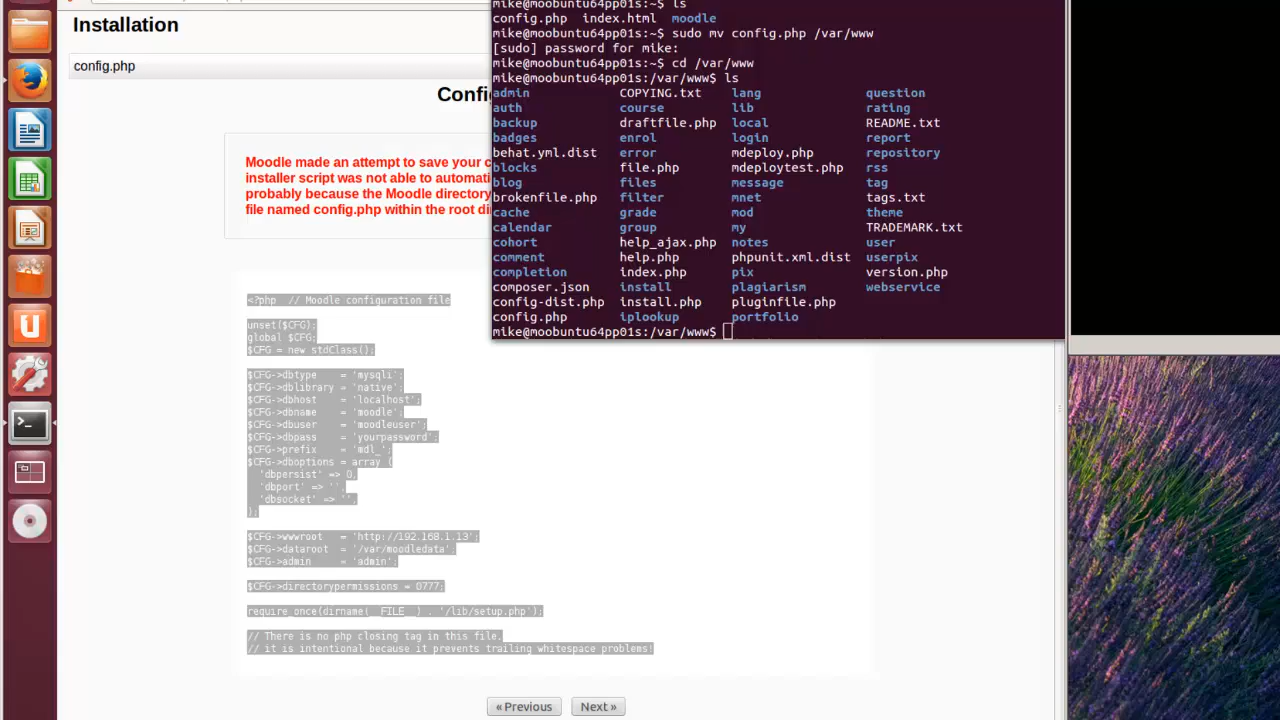 Installation
config.php
Confi
Moodle made an attempt to save your c
installer script was not able to automati
probably because the Moodle directory
file named config.php within the root di
<?php  // Moodle configuration file
unset($CFG);
global $CFG;
$CFG = new stdClass();
$CFG->dbtype    = 'mysqli';
$CFG->dblibrary = 'native';
$CFG->dbhost    = 'localhost';
$CFG->dbname    = 'moodle';
$CFG->dbuser    = 'moodleuser';
$CFG->dbpass    = 'yourpassword';
$CFG->prefix    = 'mdl_';
$CFG->dboptions = array (
  'dbpersist' => 0,
  'dbport' => '',
  'dbsocket' => '',
);
$CFG->wwwroot   = 'http://192.168.1.13';
$CFG->dataroot  = '/var/moodledata';
$CFG->admin     = 'admin';
$CFG->directorypermissions = 0777;
require_once(dirname(__FILE__) . '/lib/setup.php');
// There is no php closing tag in this file,
// it is intentional because it prevents trailing whitespace problems!
« Previous
Next »
mike@moobuntu64pp01s:~$ ls
config.php  index.html  moodle
mike@moobuntu64pp01s:~$ sudo mv config.php /var/www
[sudo] password for mike:
mike@moobuntu64pp01s:~$ cd /var/www
mike@moobuntu64pp01s:/var/www$ ls
admin COPYING.txt lang question
auth course lib rating
backup draftfile.php local README.txt
badges enrol login report
behat.yml.dist error mdeploy.php repository
blocks file.php mdeploytest.php rss
blog files message tag
brokenfile.php filter mnet tags.txt
cache grade mod theme
calendar group my TRADEMARK.txt
cohort help_ajax.php notes user
comment help.php phpunit.xml.dist userpix
completion index.php pix version.php
composer.json install plagiarism webservice
config-dist.php install.php pluginfile.php
config.php iplookup portfolio
mike@moobuntu64pp01s:/var/www$